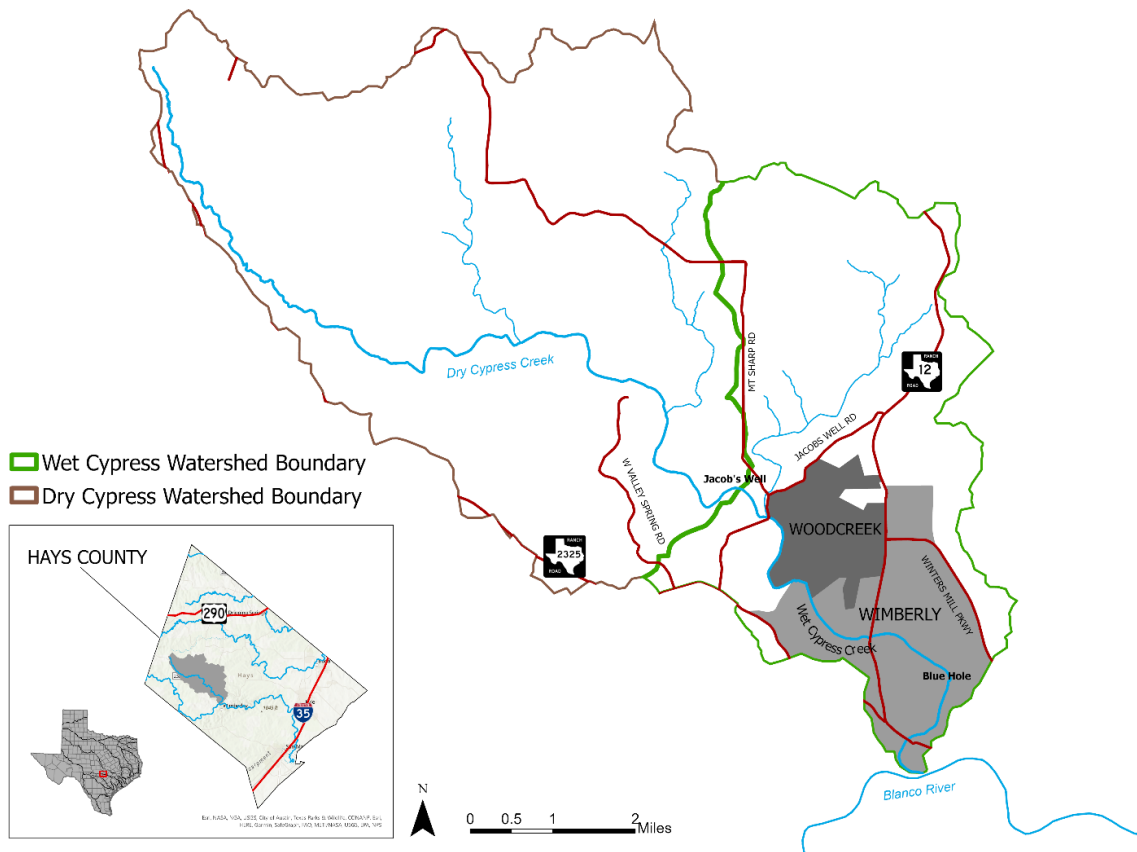 RANCH
12
ROAD
MT SHARP RD
Dry Cypress Creek
JACOBS WELL RD
Wet Cypress Watershed Boundary
Jacob's Well
Dry Cypress Watershed Boundary
W VALLEY SPRING RD
WOODCREEK
RANCH
2325
ROAD
HAYS COUNTY
WINTERS MILL PKWY
290
WIMBERLY
Wet Cypress Creek
Hays
Blue Hole
35
N
Blanco River
0 0.5 1 2
Miles